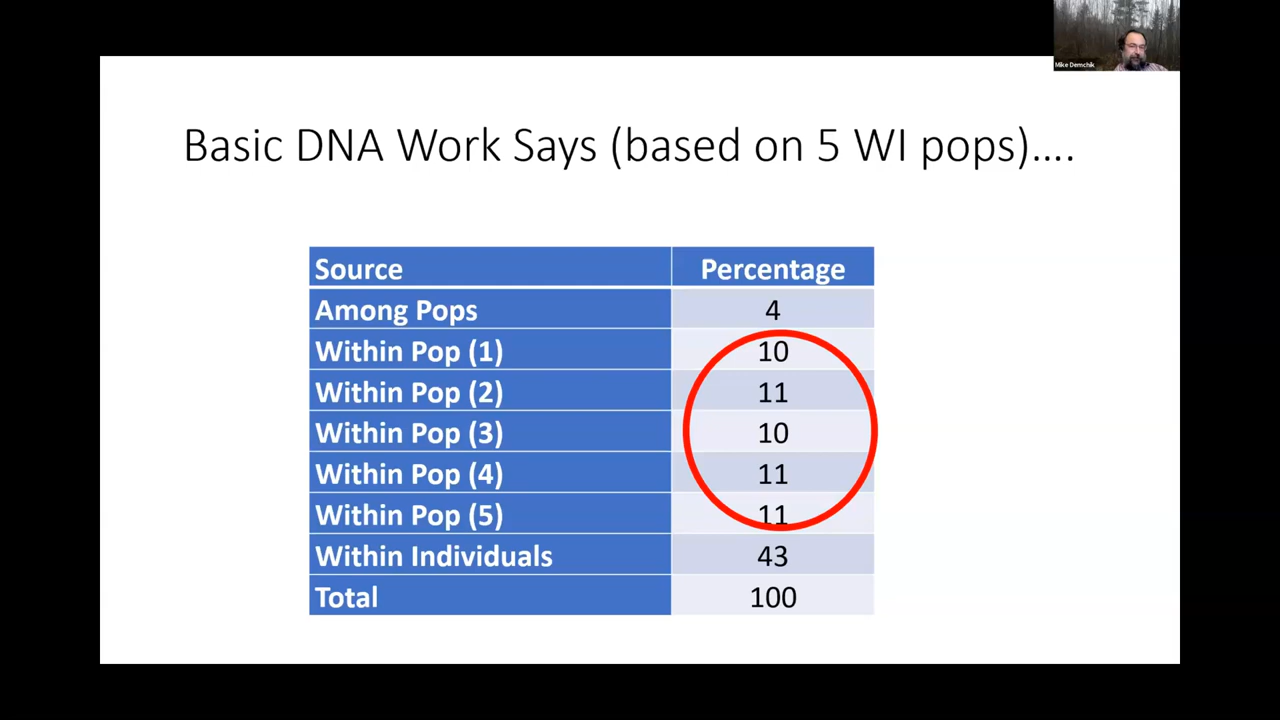 Mike Demchik
Basic DNA Work Says (based on 5 WI pops)….
Source Percentage
Among Pops 4
Within Pop (1) 10
Within Pop (2) 11
Within Pop (3) 10
Within Pop (4) 11
Within Pop (5) 11
Within Individuals 43
Total 100